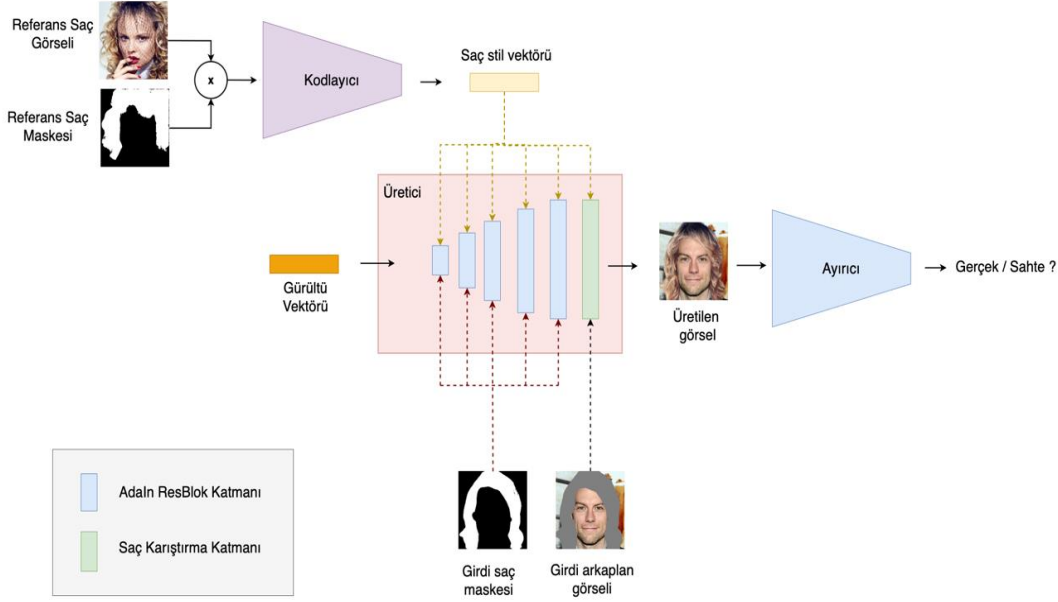 Referans Saç
Görseli
x
Kodlayıcı
Saç stil vektörü
Referans Saç
Maskesi
Üretici
Gürültü
Vektörü
Üretilen
görsel
Ayırıcı
Gerçek / Sahte ?
AdaIn ResBlok Katmanı
Saç Karıştırma Katmanı
Girdi saç
maskesi
Girdi arkaplan
görseli